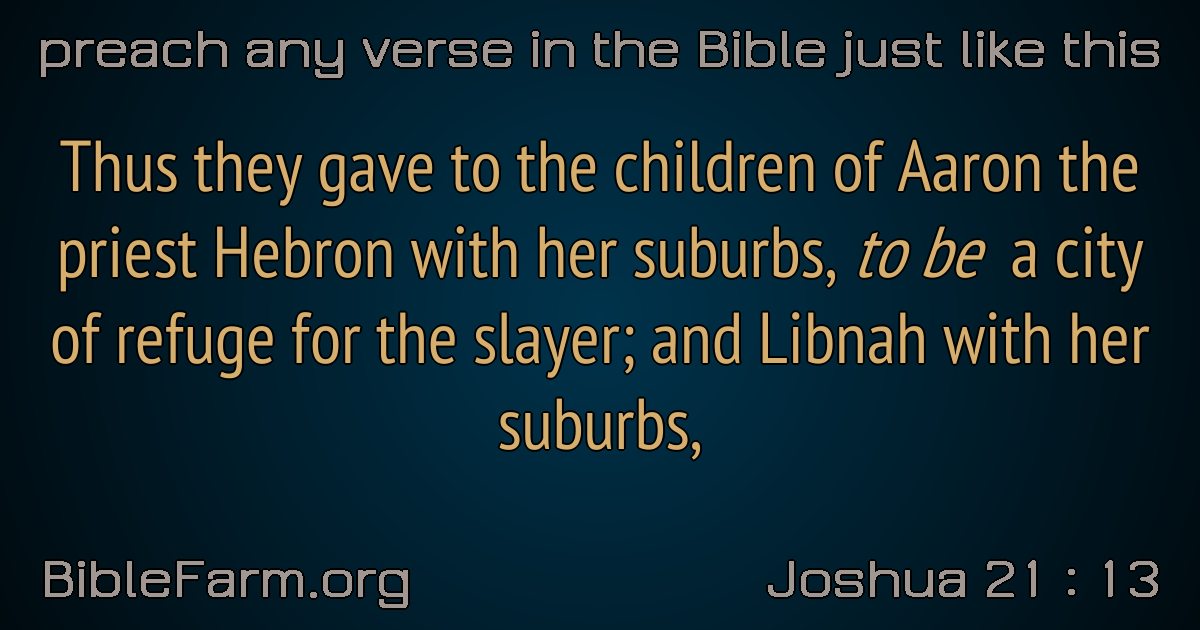 preach any verse in the Bible just like this
Thus they gave to the children of Aaron the
priest Hebron with her suburbs, to be a city
of refuge for the slayer; and Libnah with her
suburbs,
BibleFarm.org
Joshua 21 : 13